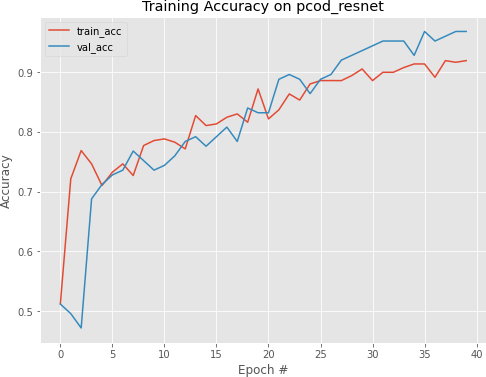 Training Accuracy on pcod_resnet
train_acc
val_acc
Accuracy
0.9
0.8
0.7
0.6
0.5
0 5 10 15 20 25 30 35 40
Epoch #